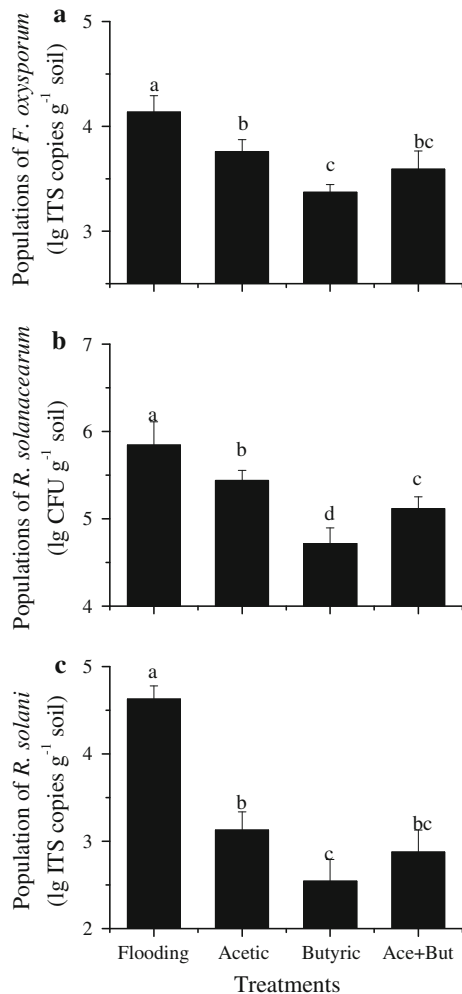 a
Populations of F. oxysporum
(lg ITS copies g⁻¹ soil)
5
4
3
a
b
c
bc
b
Populations of R. solanacearum
(lg CFU g⁻¹ soil)
7
6
5
4
a
b
d
c
c
Population of R. solani
(lg ITS copies g⁻¹ soil)
5
4
3
2
a
b
c
bc
Flooding Acetic Butyric Ace+But
Treatments